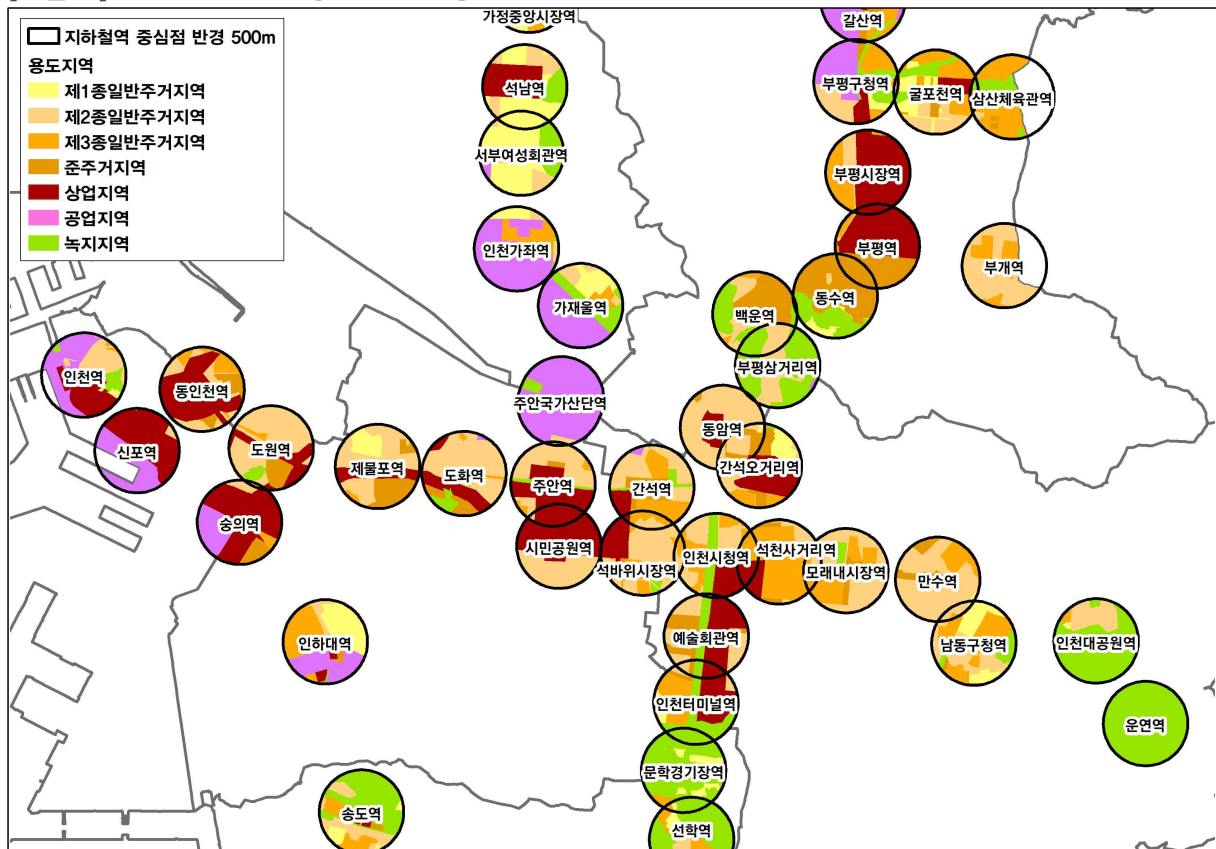 가정중앙시장역
갈산역
지하철역 중심점 반경 500m
용도지역
제1종일반주거지역
제2종일반주거지역
제3종일반주거지역
준주거지역
상업지역
공업지역
녹지지역
석남역
부평구청역
굴포천역
삼산체육관역
서부여성회관역
부평시장역
인천가좌역
부평역
부개역
가재울역
동수역
백운역
부평삼거리역
인천역
동인천역
주안국가산단역
동암역
신포역
도원역
간석오거리역
제물포역
도화역
주안역
간석역
숭의역
시민공원역
석바위시장역
인천시청역
석천사거리역
모래내시장역
만수역
인하대역
예술회관역
남동구청역
인천대공원역
인천터미널역
운연역
문학경기장역
송도역
선학역